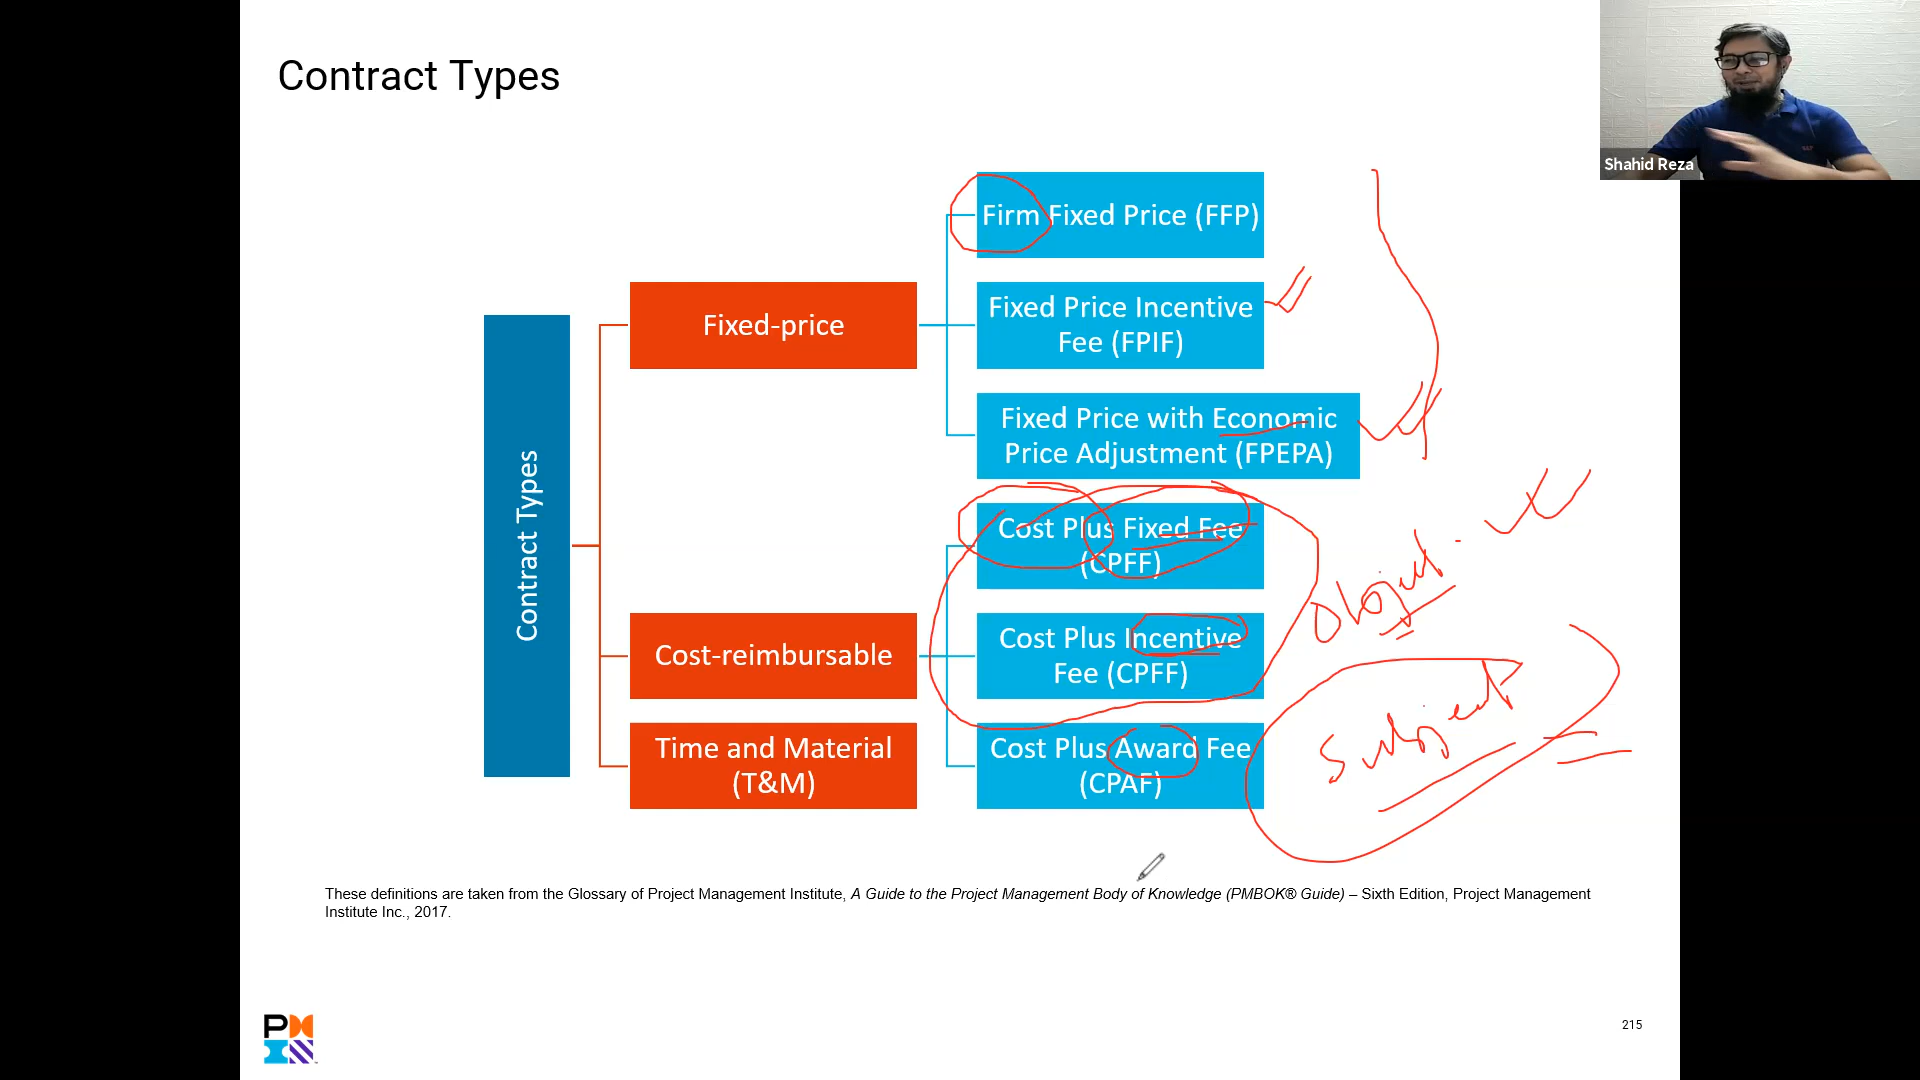 Contract Types
Shahid Reza
Firm Fixed Price (FFP)
Fixed-price
Fixed Price Incentive
Fee (FPIF)
Fixed Price with Economic
Price Adjustment (FPEPA)
Contract Types
Cost Plus Fixed Fee
(CPFF)
Object.
Cost-reimbursable
Cost Plus Incentive
Fee (CPFF)
Subject
Time and Material
(T&M)
Cost Plus Award Fee
(CPAF)
These definitions are taken from the Glossary of Project Management Institute, A Guide to the Project Management Body of Knowledge (PMBOK® Guide) – Sixth Edition, Project Management
Institute Inc., 2017.
215